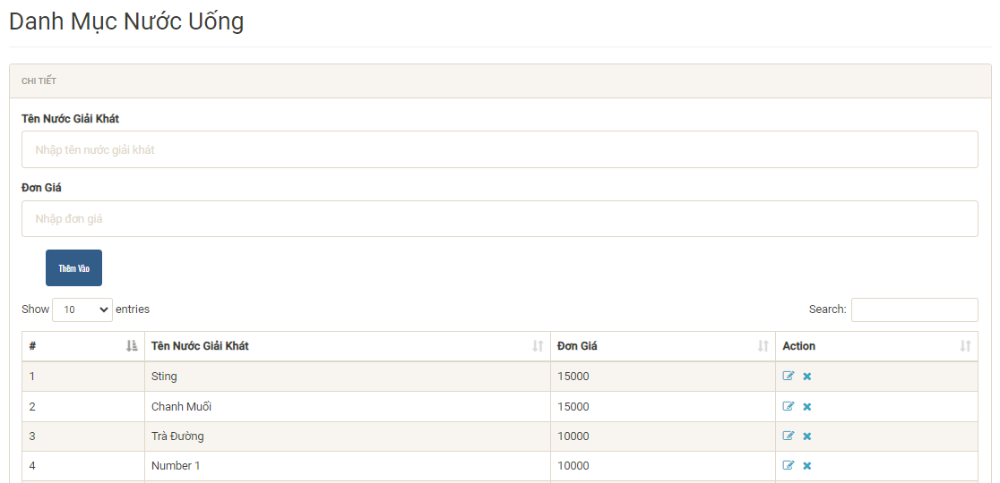 Danh Mục Nước Uống
CHI TIẾT
Tên Nước Giải Khát
Nhập tên nước giải khát
Đơn Giá
Nhập đơn giá
Thêm Vào
Show 10 entries Search:
# Tên Nước Giải Khát Đơn Giá Action
1 Sting 15000
2 Chanh Muối 15000
3 Trà Đường 10000
4 Number 1 10000